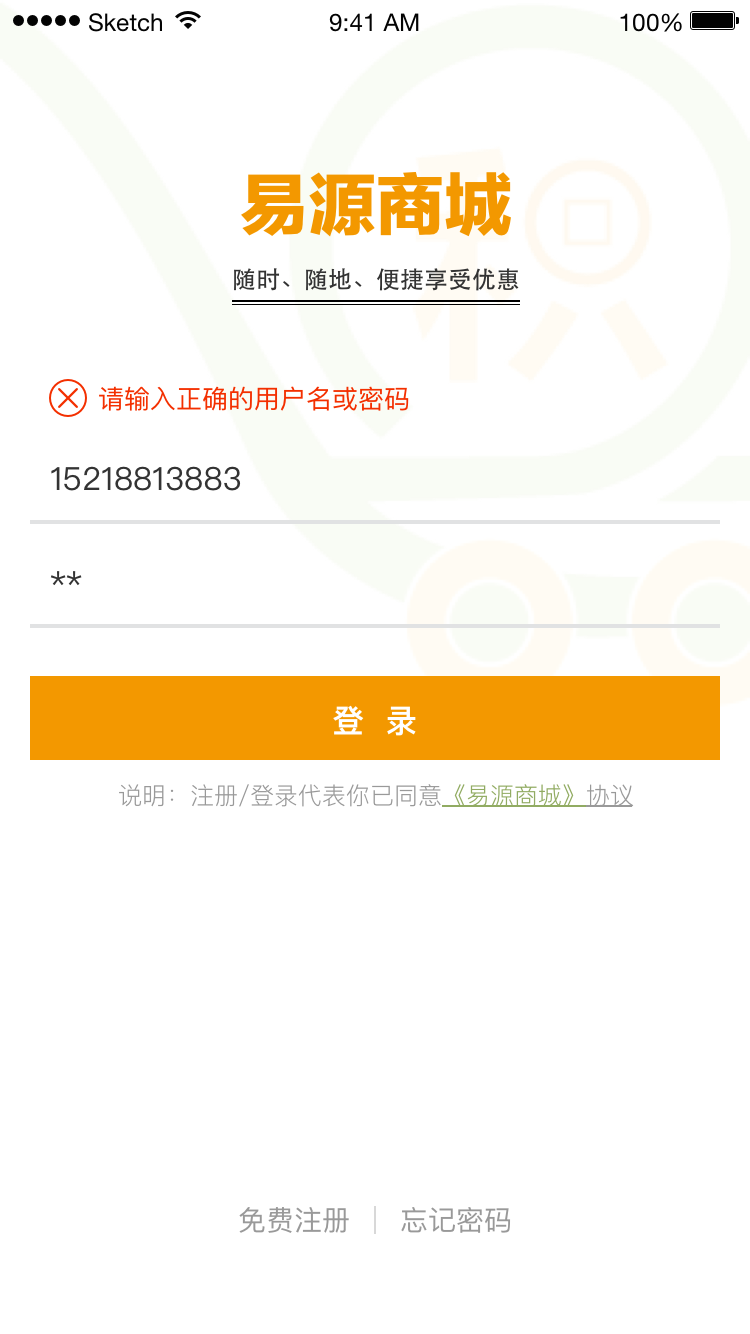 Sketch 9:41 AM 100%
易源商城
随时、随地、便捷享受优惠
请输入正确的用户名或密码
15218813883
**
登 录
说明：注册/登录代表你已同意《易源商城》协议
免费注册 | 忘记密码